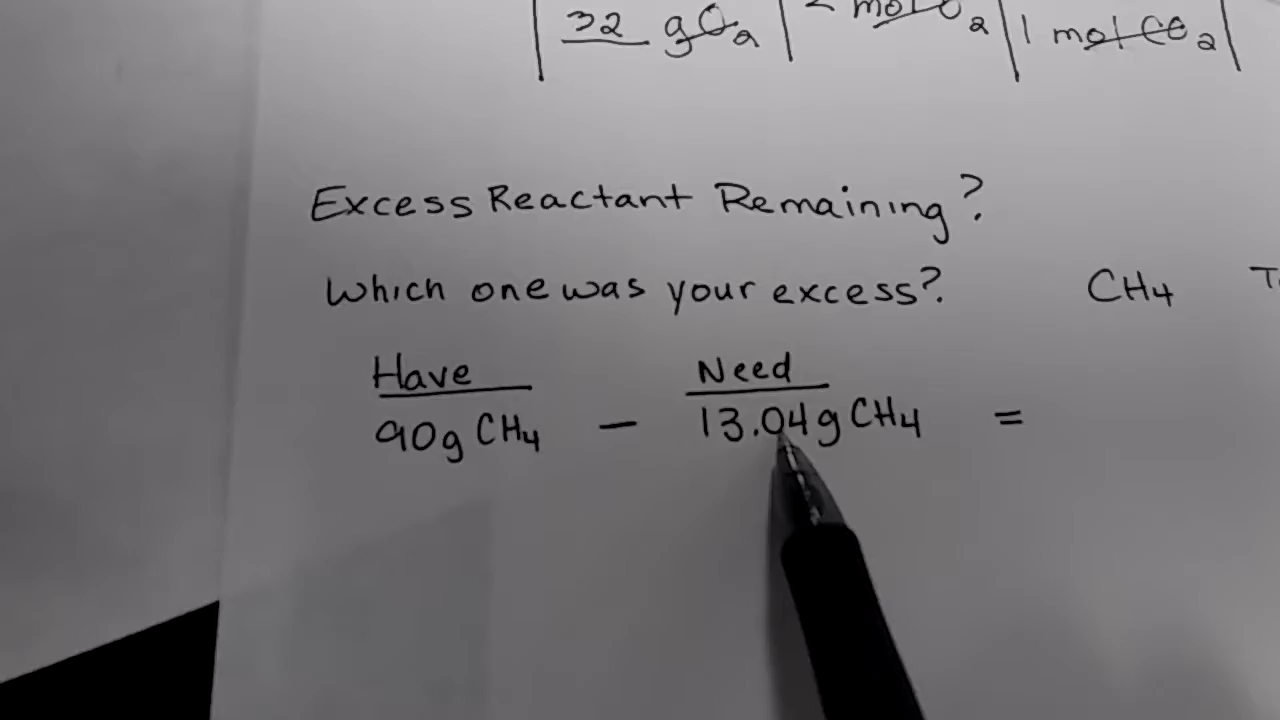 32 gO2 2 mol O2 1 mol CO2
Excess Reactant Remaining?
Which one was your excess? CH4
Have Need
90g CH4 − 13.04g CH4 =